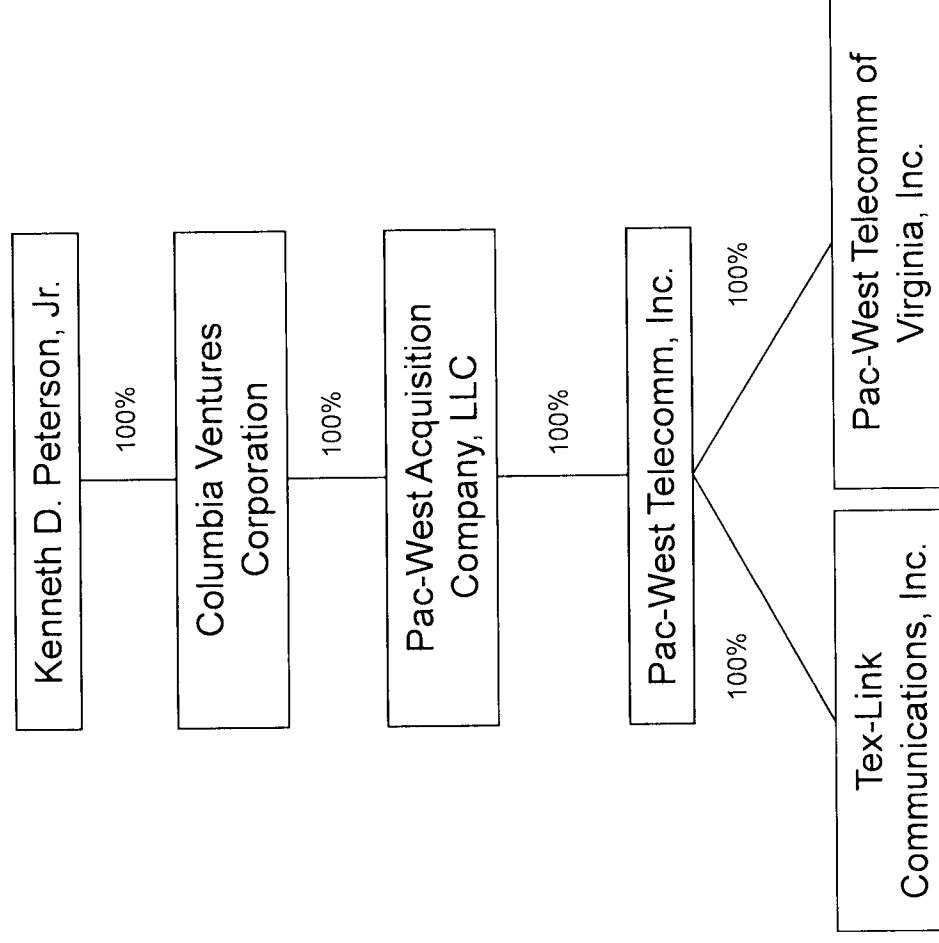 Kenneth D. Peterson, Jr.
100%
Columbia Ventures
Corporation
100%
Pac-West Acquisition
Company, LLC
100%
Pac-West Telecomm, Inc.
100%
100%
Tex-Link
Communications, Inc.
Pac-West Telecomm of
Virginia, Inc.